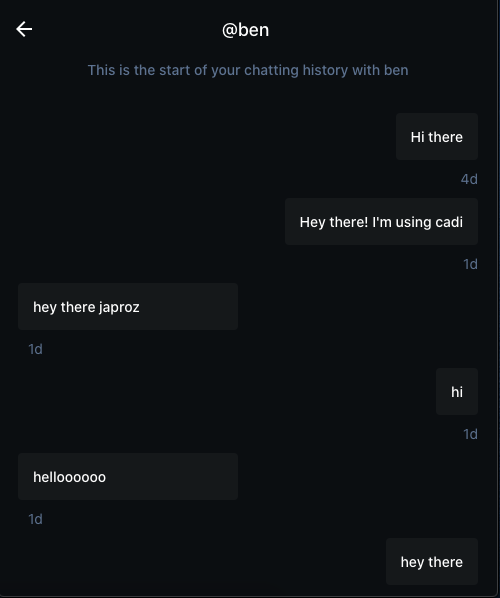 @ben
This is the start of your chatting history with ben
Hi there
4d
Hey there! I'm using cadi
1d
hey there japroz
1d
hi
1d
helloooooo
1d
hey there